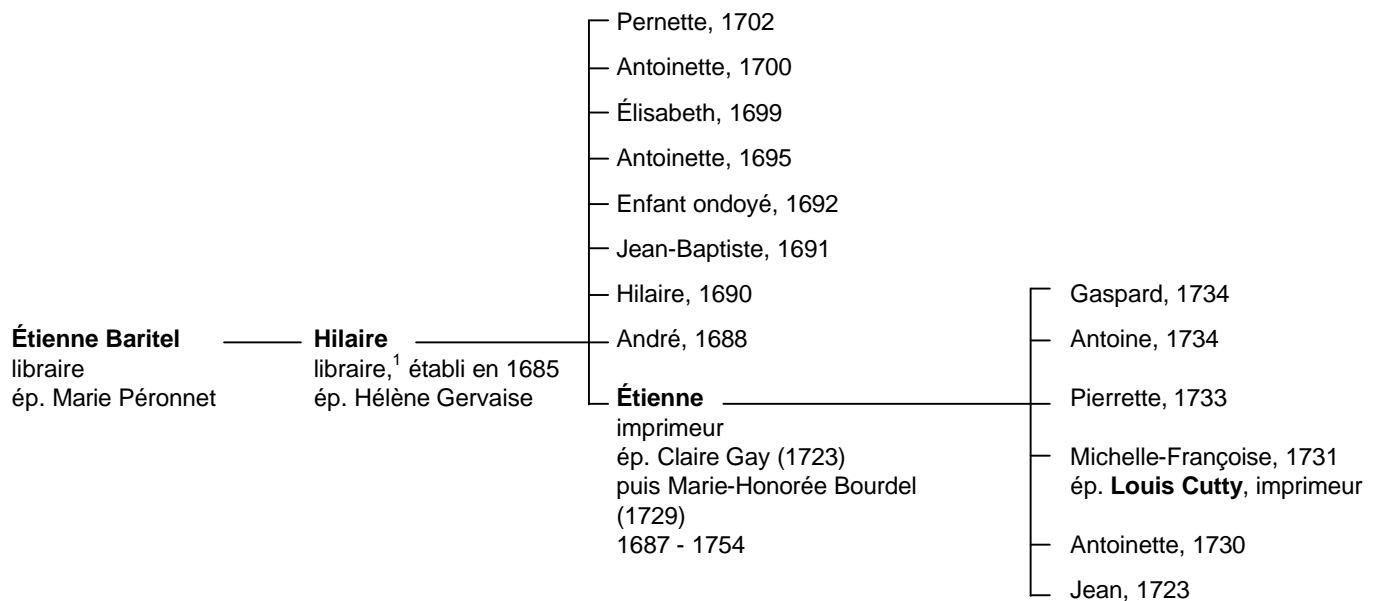 Pernette, 1702
Antoinette, 1700
Élisabeth, 1699
Antoinette, 1695
Enfant ondoyé, 1692
Jean-Baptiste, 1691
Hilaire, 1690
André, 1688
Étienne Baritel
libraire
ép. Marie Péronnet
Hilaire
libraire,¹ établi en 1685
ép. Hélène Gervaise
Étienne
imprimeur
ép. Claire Gay (1723)
puis Marie-Honorée Bourdel
(1729)
1687 - 1754
Gaspard, 1734
Antoine, 1734
Pierrette, 1733
Michelle-Françoise, 1731
ép. Louis Cutty, imprimeur
Antoinette, 1730
Jean, 1723